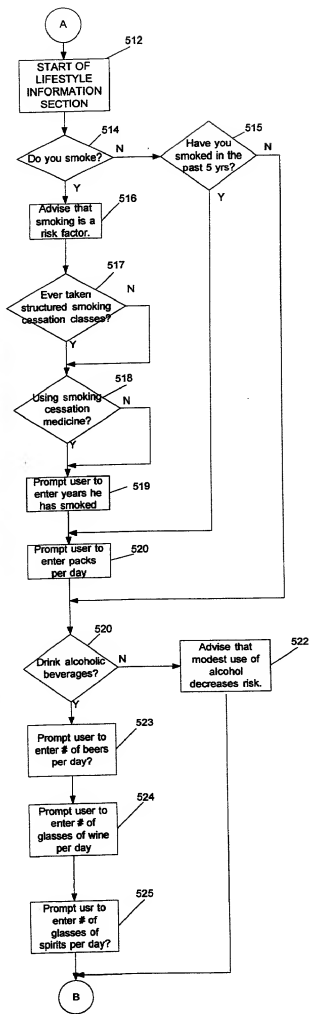 A
512
START OF
LIFESTYLE
INFORMATION
SECTION
514
Do you smoke?
N
Y
515
Have you
smoked in the
past 5 yrs?
N
Y
516
Advise that
smoking is a
risk factor.
517
Ever taken
structured smoking
cessation classes?
N
Y
518
Using smoking
cessation
medicine?
N
Y
Prompt user to
enter years he
has smoked
519
Prompt user to
enter packs
per day
520
520
Drink alcoholic
beverages?
N
Y
Advise that
modest use of
alcohol
decreases risk.
522
523
Prompt user to
enter # of beers
per day?
524
Prompt user to
enter # of
glasses of wine
per day
525
Prompt usr to
enter # of
glasses of
spirits per day?
B